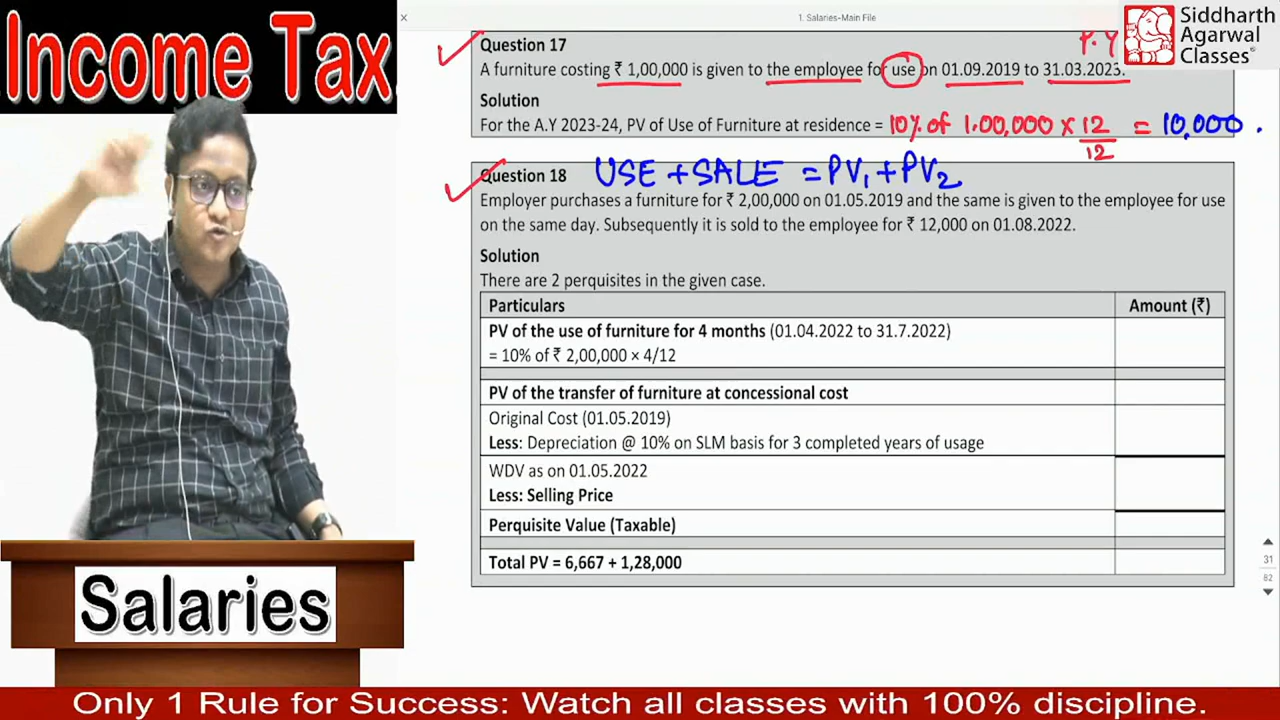 Income Tax
1. Salaries-Main File
Siddharth
Agarwal
Classes
Question 17
P.Y
A furniture costing ₹ 1,00,000 is given to the employee for use on 01.09.2019 to 31.03.2023.
Solution
For the A.Y 2023-24, PV of Use of Furniture at residence = 10% of 1,00,000 × 12/12 = 10,000.
Question 18 USE + SALE = PV1 + PV2
Employer purchases a furniture for ₹ 2,00,000 on 01.05.2019 and the same is given to the employee for use
on the same day. Subsequently it is sold to the employee for ₹ 12,000 on 01.08.2022.
Solution
There are 2 perquisites in the given case.
Particulars Amount (₹)
PV of the use of furniture for 4 months (01.04.2022 to 31.7.2022)
= 10% of ₹ 2,00,000 × 4/12
PV of the transfer of furniture at concessional cost
Original Cost (01.05.2019)
Less: Depreciation @ 10% on SLM basis for 3 completed years of usage
WDV as on 01.05.2022
Less: Selling Price
Perquisite Value (Taxable)
Total PV = 6,667 + 1,28,000
31
82
Salaries
Only 1 Rule for Success: Watch all classes with 100% discipline.